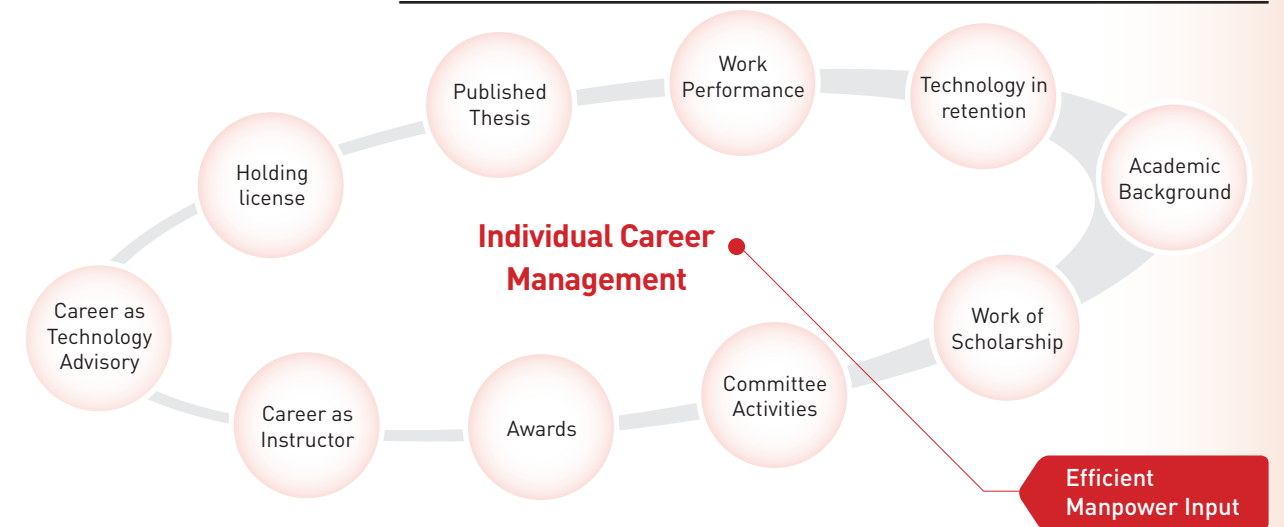 Work
Performance
Technology in
retention
Published
Thesis
Academic
Background
Holding
license
Individual Career
Management
Career as
Technology
Advisory
Work of
Scholarship
Committee
Activities
Career as
Instructor
Awards
Efficient
Manpower Input